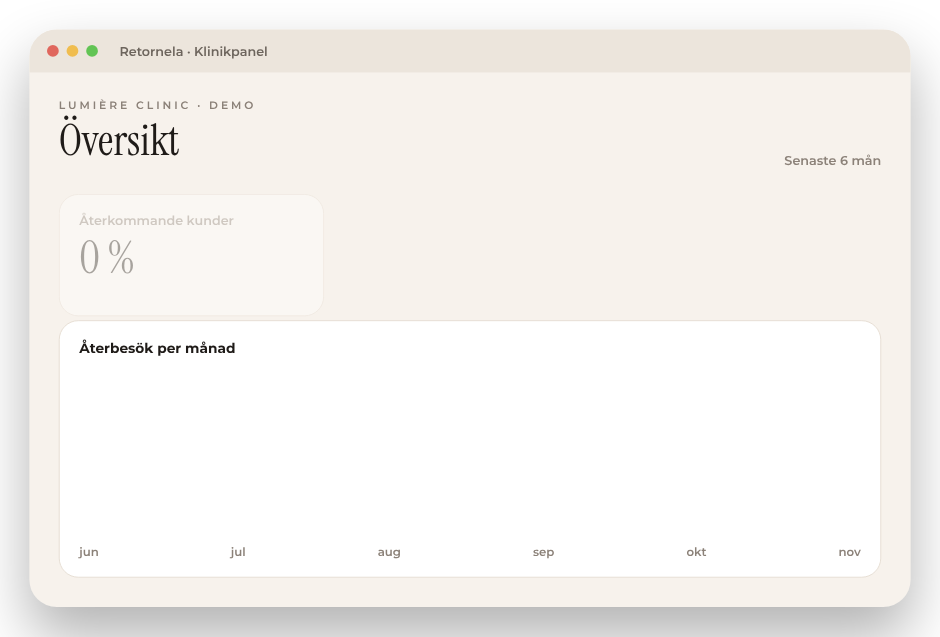 Retornela · Klinikpanel
LUMIÈRE CLINIC · DEMO
Översikt
Senaste 6 mån
Återkommande kunder
0 %
Återbesök per månad
jun jul aug sep okt nov